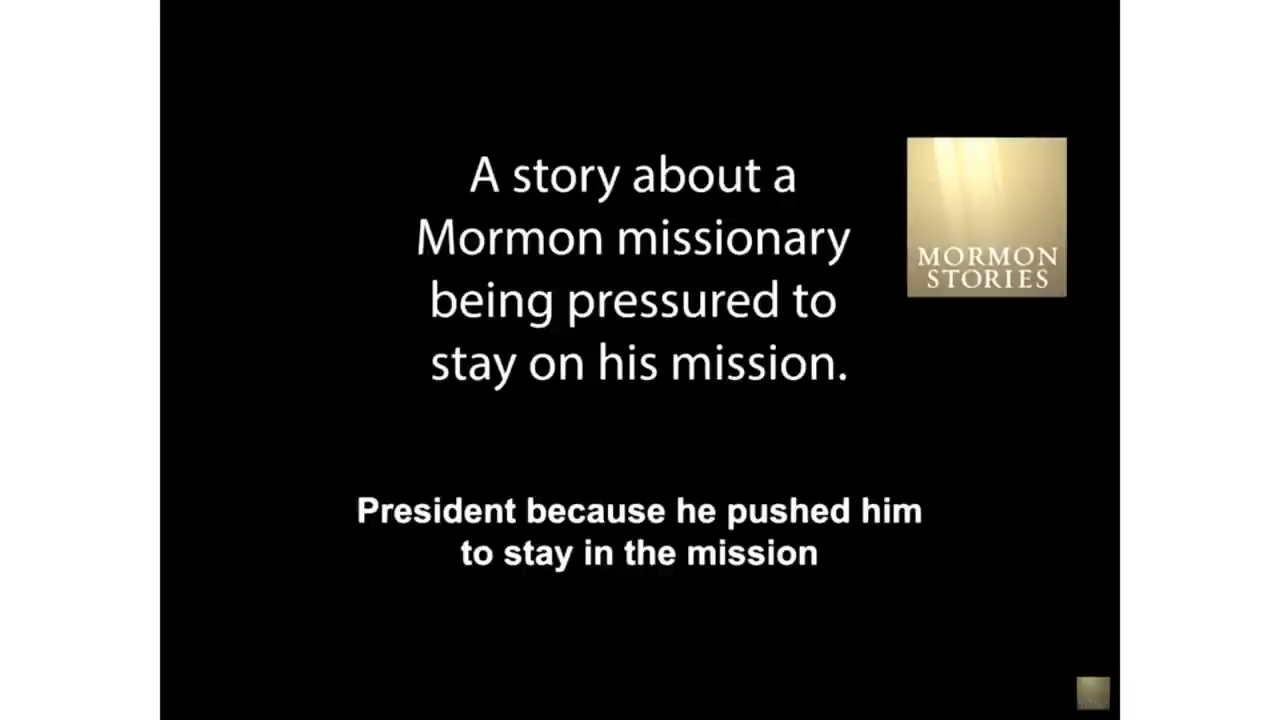 A story about a
Mormon missionary
being pressured to
stay on his mission.
MORMON
STORIES
President because he pushed him
to stay in the mission